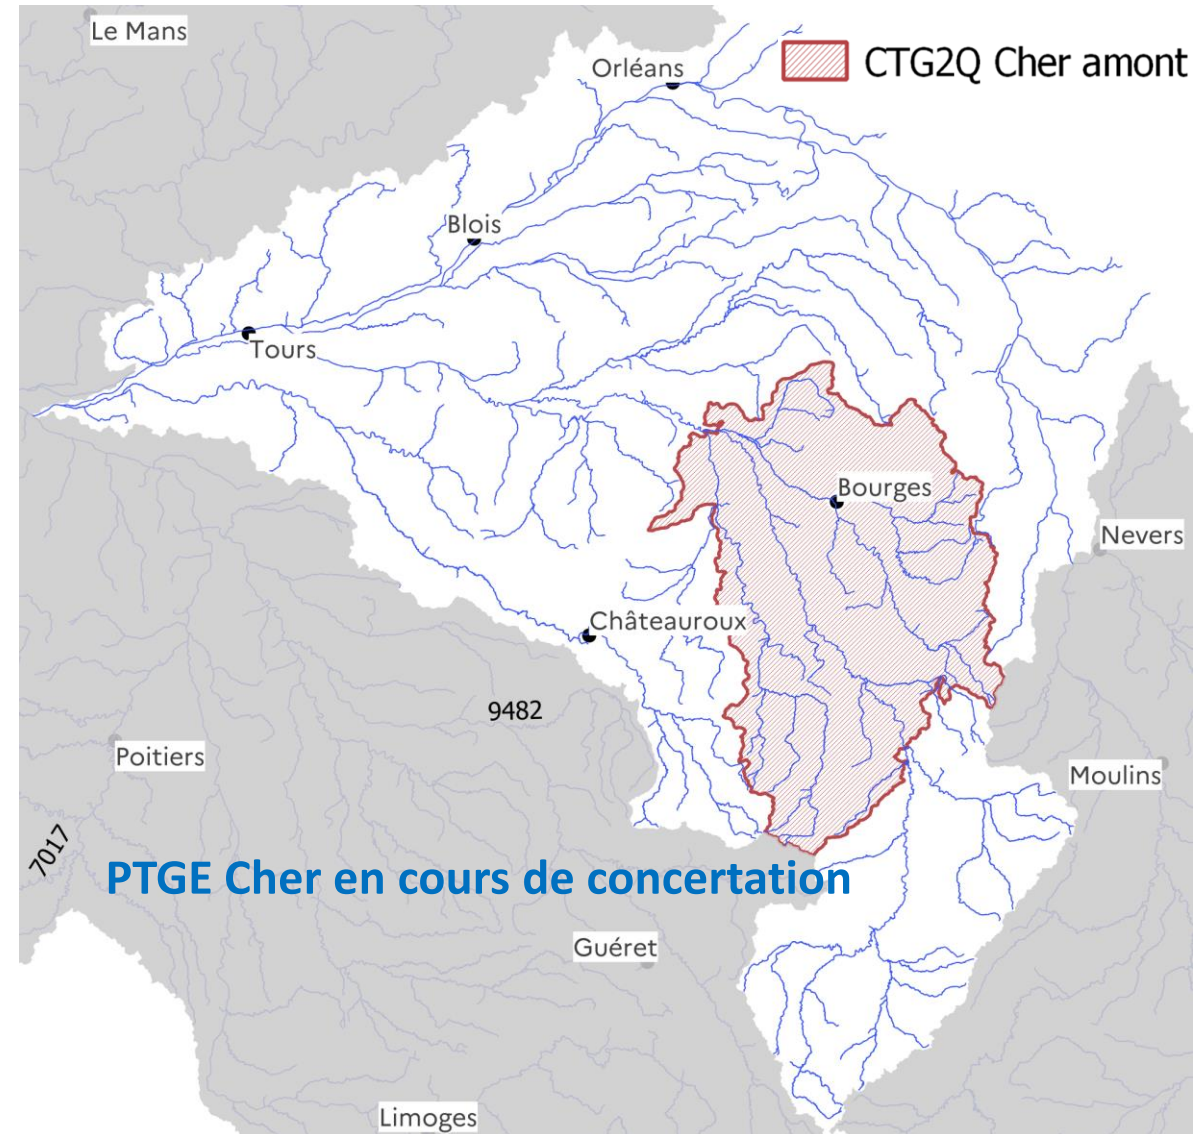 Le Mans
Orléans
CTG2Q Cher amont
Blois
Tours
Bourges
Nevers
Châteauroux
9482
Poitiers
Moulins
7017
PTGE Cher en cours de concertation
Guéret
Limoges